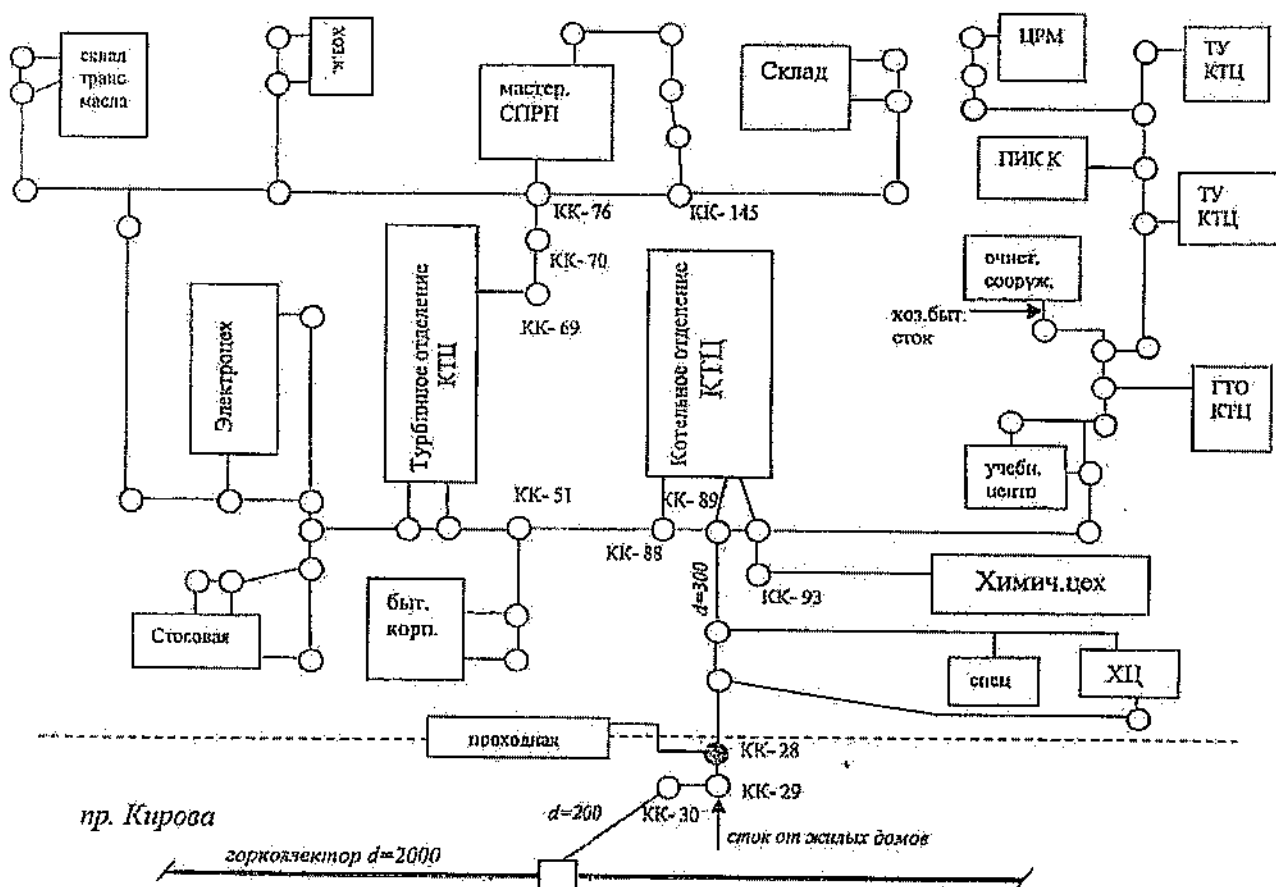 склад
транс.
масла
хоз.к.
мастер.
СПРП
Склад
ЦРМ
ТУ
КТЦ
ПИК К
ТУ
КТЦ
КК-76
КК-145
КК-70
КК-69
очист.
сооруж.
хоз.быт.
сток
Электроцех
Турбинное отделение
КТЦ
Котельное отделение
КТЦ
ГТО
КТЦ
учебн.
центр
КК-51
КК-89
КК-88
d=300
КК-93
Химич.цех
Столовая
быт.
корп.
спец
ХЦ
проходная
КК-28
КК-29
КК-30
d=200
пр. Кирова
сток от жилых домов
горколлектор d=2000